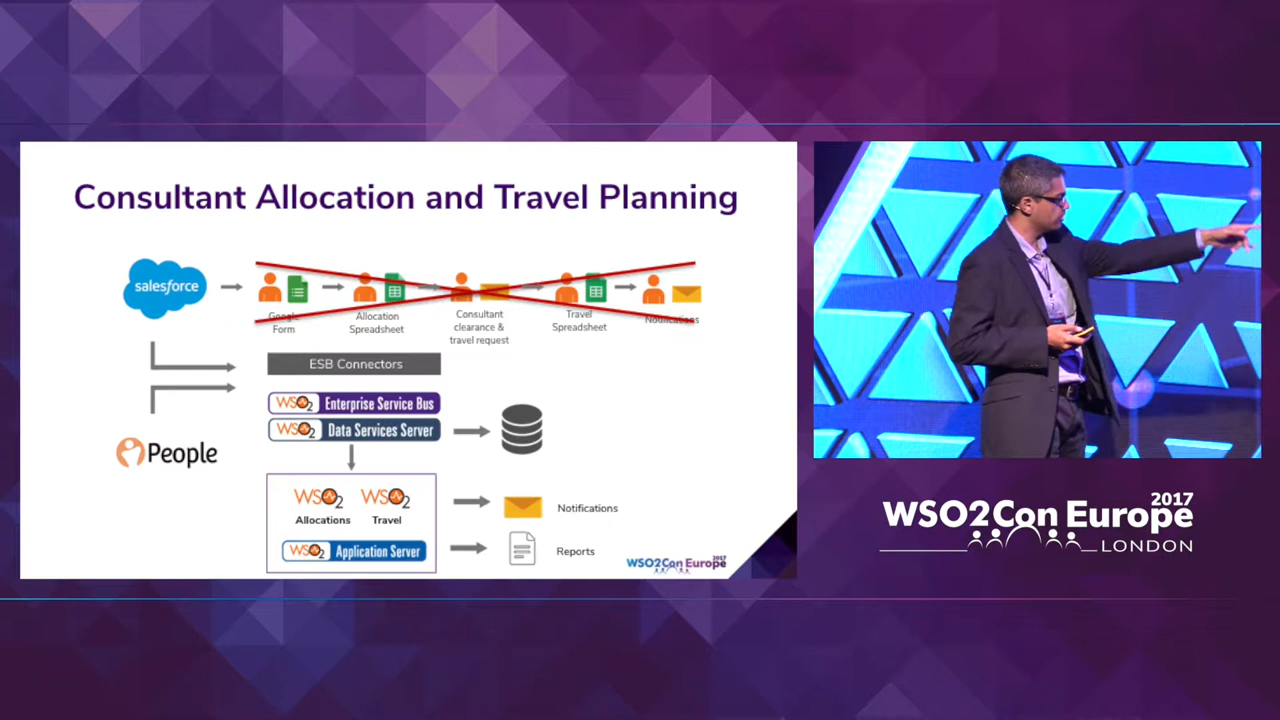 Consultant Allocation and Travel Planning
salesforce
Google
Form
Allocation
Spreadsheet
Consultant
clearance &
travel request
Travel
Spreadsheet
Notifications
ESB Connectors
WSO2 Enterprise Service Bus
WSO2 Data Services Server
People
WSO2 WSO2
Allocations Travel
WSO2 Application Server
Notifications
Reports
WSO2Con Europe 2017
2017
WSO2Con Europe
LONDON